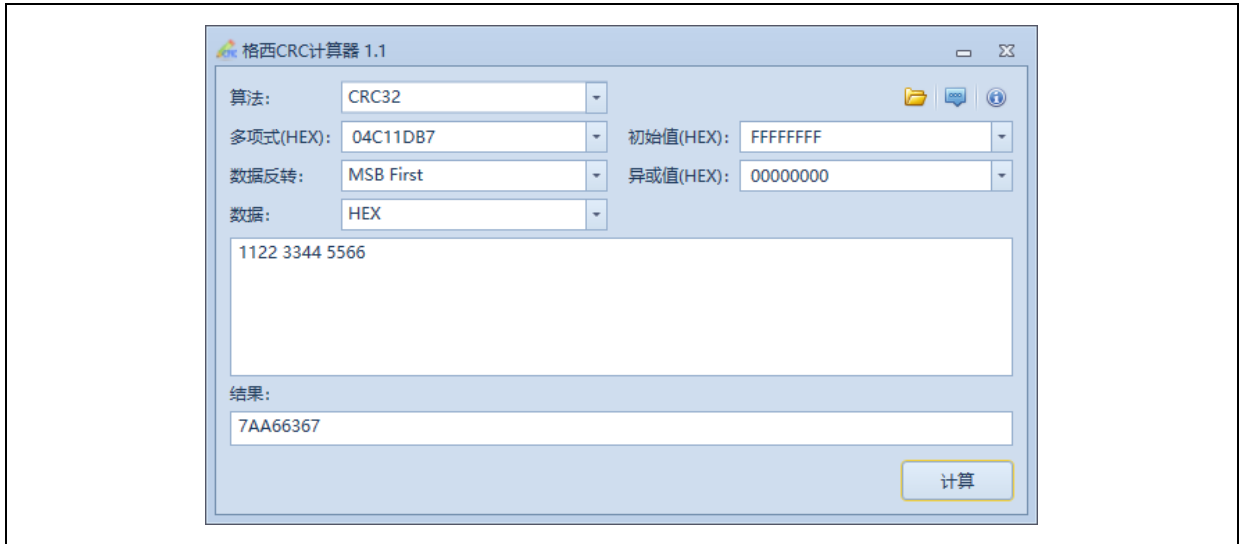 格西CRC计算器 1.1
算法: CRC32
多项式(HEX): 04C11DB7 初始值(HEX): FFFFFFFF
数据反转: MSB First 异或值(HEX): 00000000
数据: HEX
1122 3344 5566
结果:
7AA66367
计算